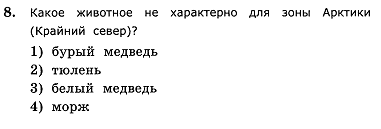 8. Какое животное не характерно для зоны Арктики
(Крайний север)?
1) бурый медведь
2) тюлень
3) белый медведь
4) морж